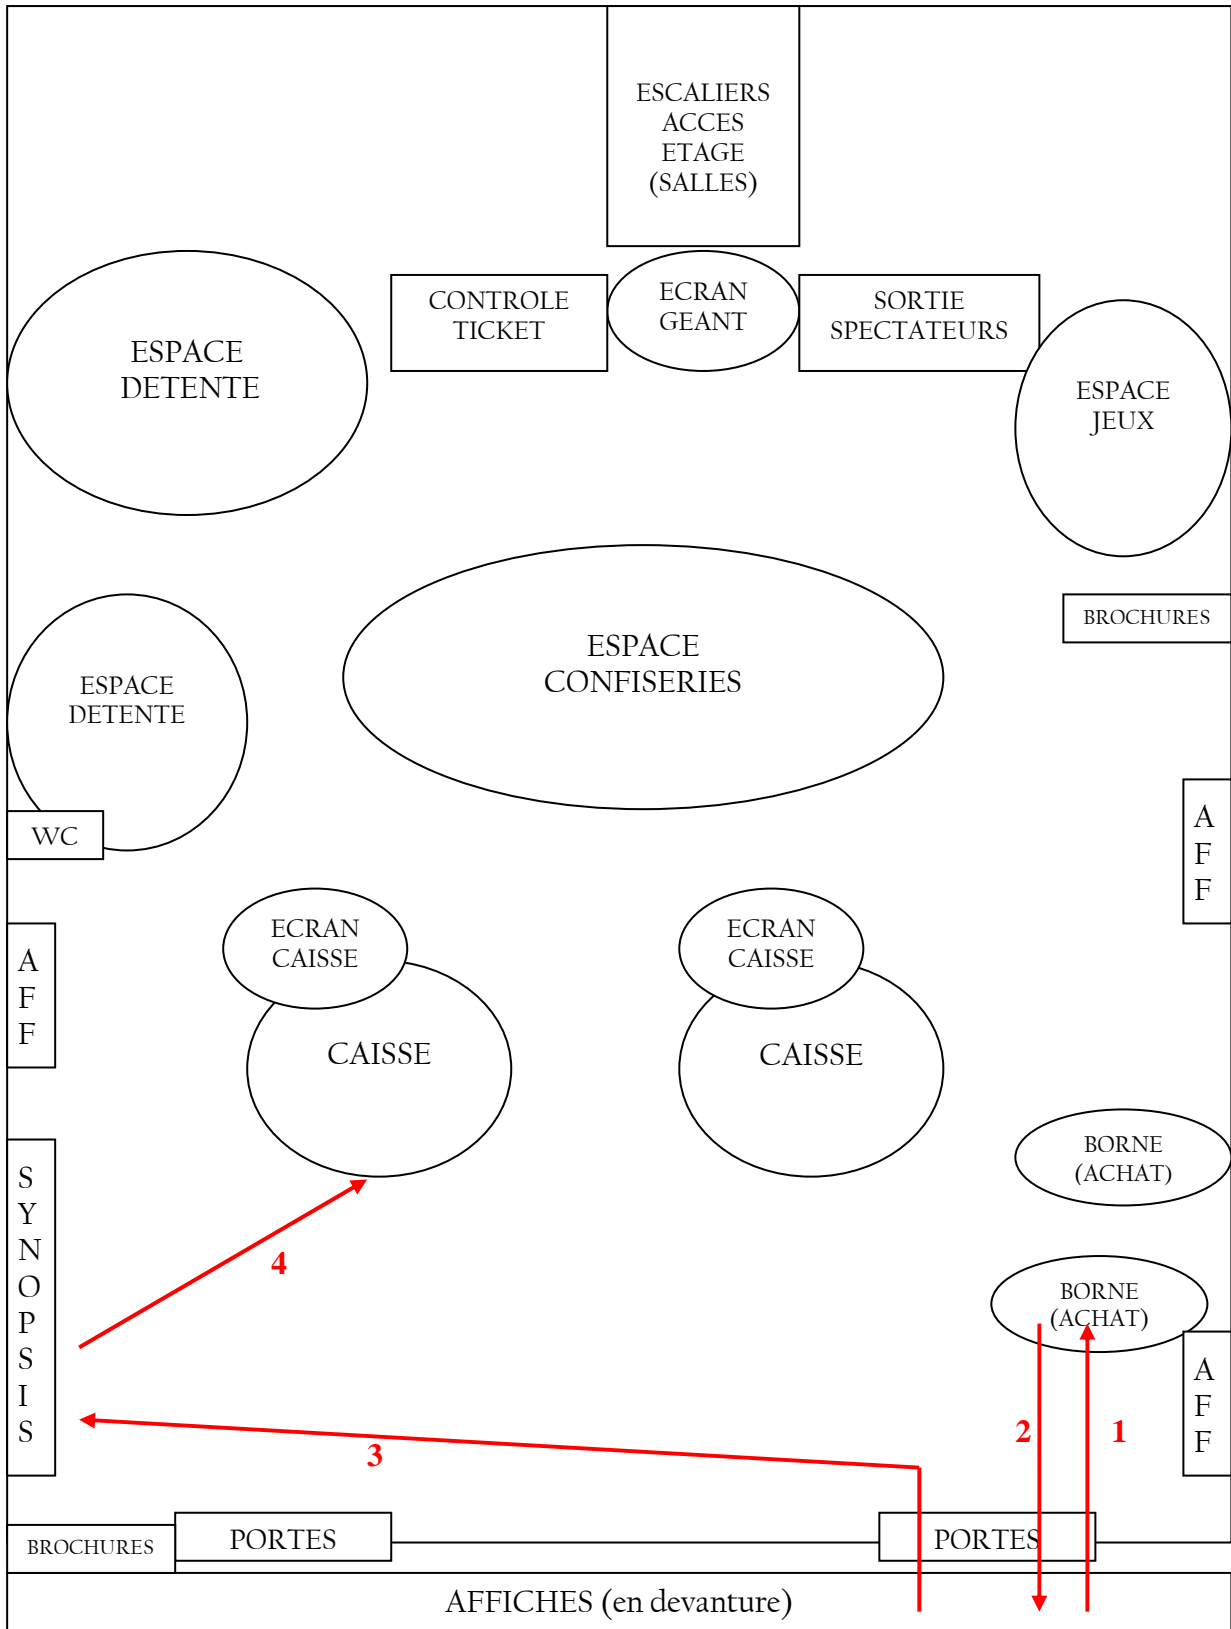 ESCALIERS
ACCES
ETAGE
(SALLES)
CONTROLE
TICKET
ECRAN
GEANT
SORTIE
SPECTATEURS
ESPACE
DETENTE
ESPACE
JEUX
BROCHURES
ESPACE
CONFISERIES
ESPACE
DETENTE
WC
A
F
F
A
F
F
ECRAN
CAISSE
ECRAN
CAISSE
CAISSE
CAISSE
BORNE
(ACHAT)
S
Y
N
O
P
S
I
S
4
BORNE
(ACHAT)
A
F
F
2
1
3
BROCHURES
PORTES
PORTES
AFFICHES (en devanture)